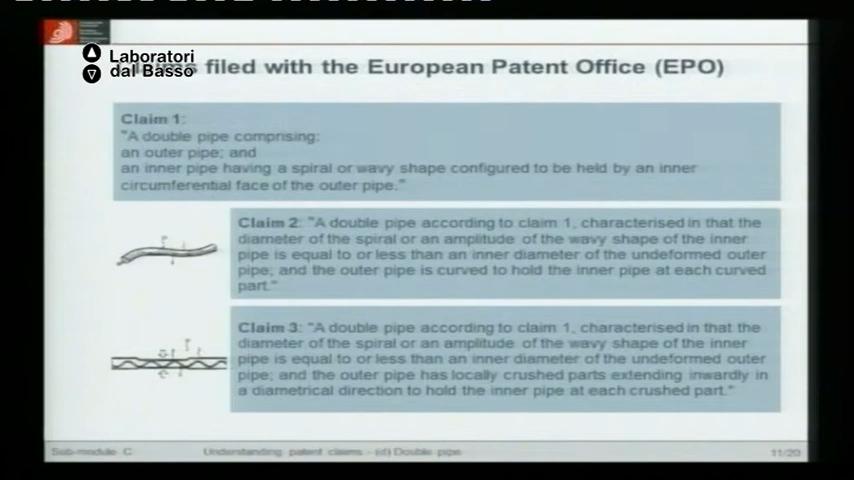 Laboratori
dal Basso
filed with the European Patent Office (EPO)
Claim 1:
"A double pipe comprising:
an outer pipe; and
an inner pipe having a spiral or wavy shape configured to be held by an inner
circumferential face of the outer pipe."
Claim 2: "A double pipe according to claim 1, characterised in that the
diameter of the spiral or an amplitude of the wavy shape of the inner
pipe is equal to or less than an inner diameter of the undeformed outer
pipe; and the outer pipe is curved to hold the inner pipe at each curved
part."
Claim 3: "A double pipe according to claim 1, characterised in that the
diameter of the spiral or an amplitude of the wavy shape of the inner
pipe is equal to or less than an inner diameter of the undeformed outer
pipe; and the outer pipe has locally crushed parts extending inwardly in
a diametrical direction to hold the inner pipe at each crushed part."
Sub-module C Understanding patent claims - (d) Double pipe 11/20